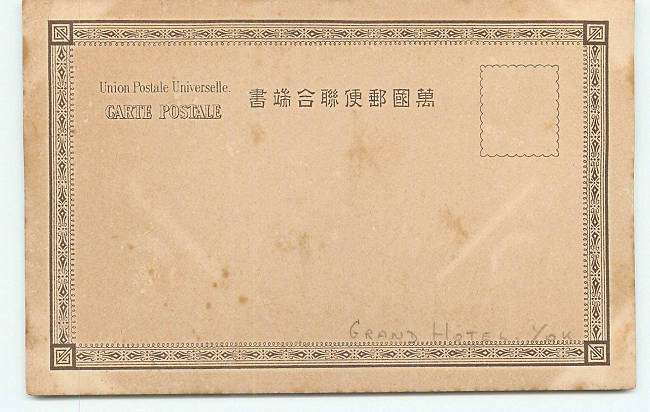 Union Postale Universelle.
CARTE POSTALE
萬國郵便聯合端書
GRAND HOTEL YOK